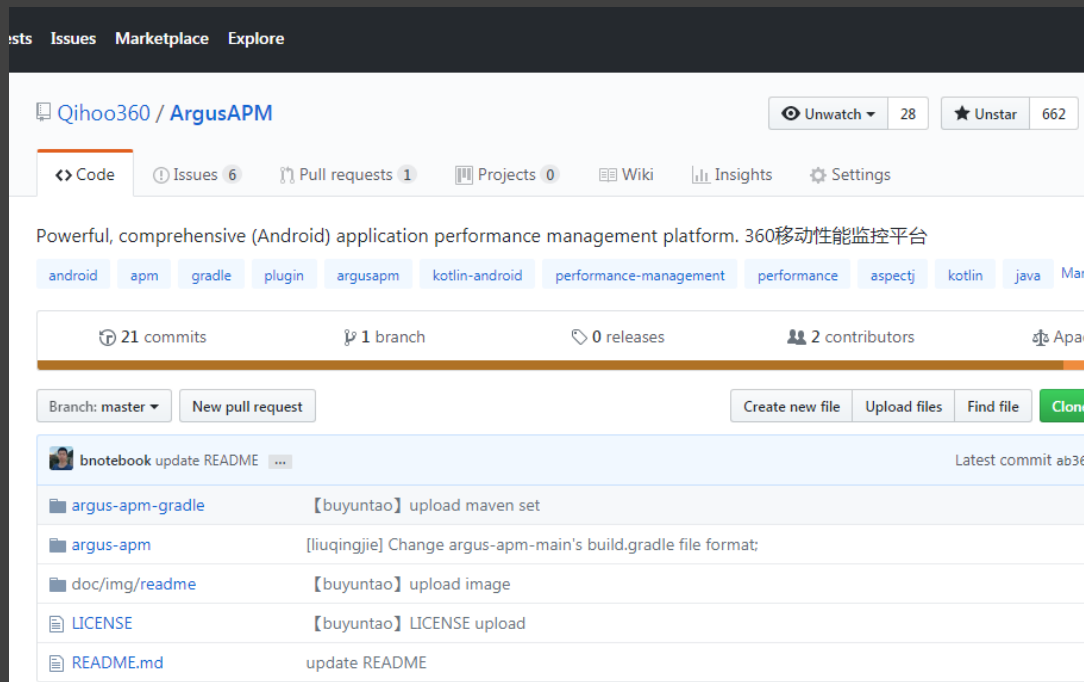 Issues Marketplace Explore
Qihoo360 / ArgusAPM Unwatch 28 Unstar 662
Code Issues 6 Pull requests 1 Projects 0 Wiki Insights Settings
Powerful, comprehensive (Android) application performance management platform. 360移动性能监控平台
android apm gradle plugin argusapm kotlin-android performance-management performance aspectj kotlin java
21 commits 1 branch 0 releases 2 contributors
Branch: master New pull request Create new file Upload files Find file
bnotebook update README ... Latest commit ab36
argus-apm-gradle 【buyuntao】upload maven set
argus-apm [liuqingjie] Change argus-apm-main's build.gradle file format;
doc/img/readme 【buyuntao】upload image
LICENSE 【buyuntao】LICENSE upload
README.md update README